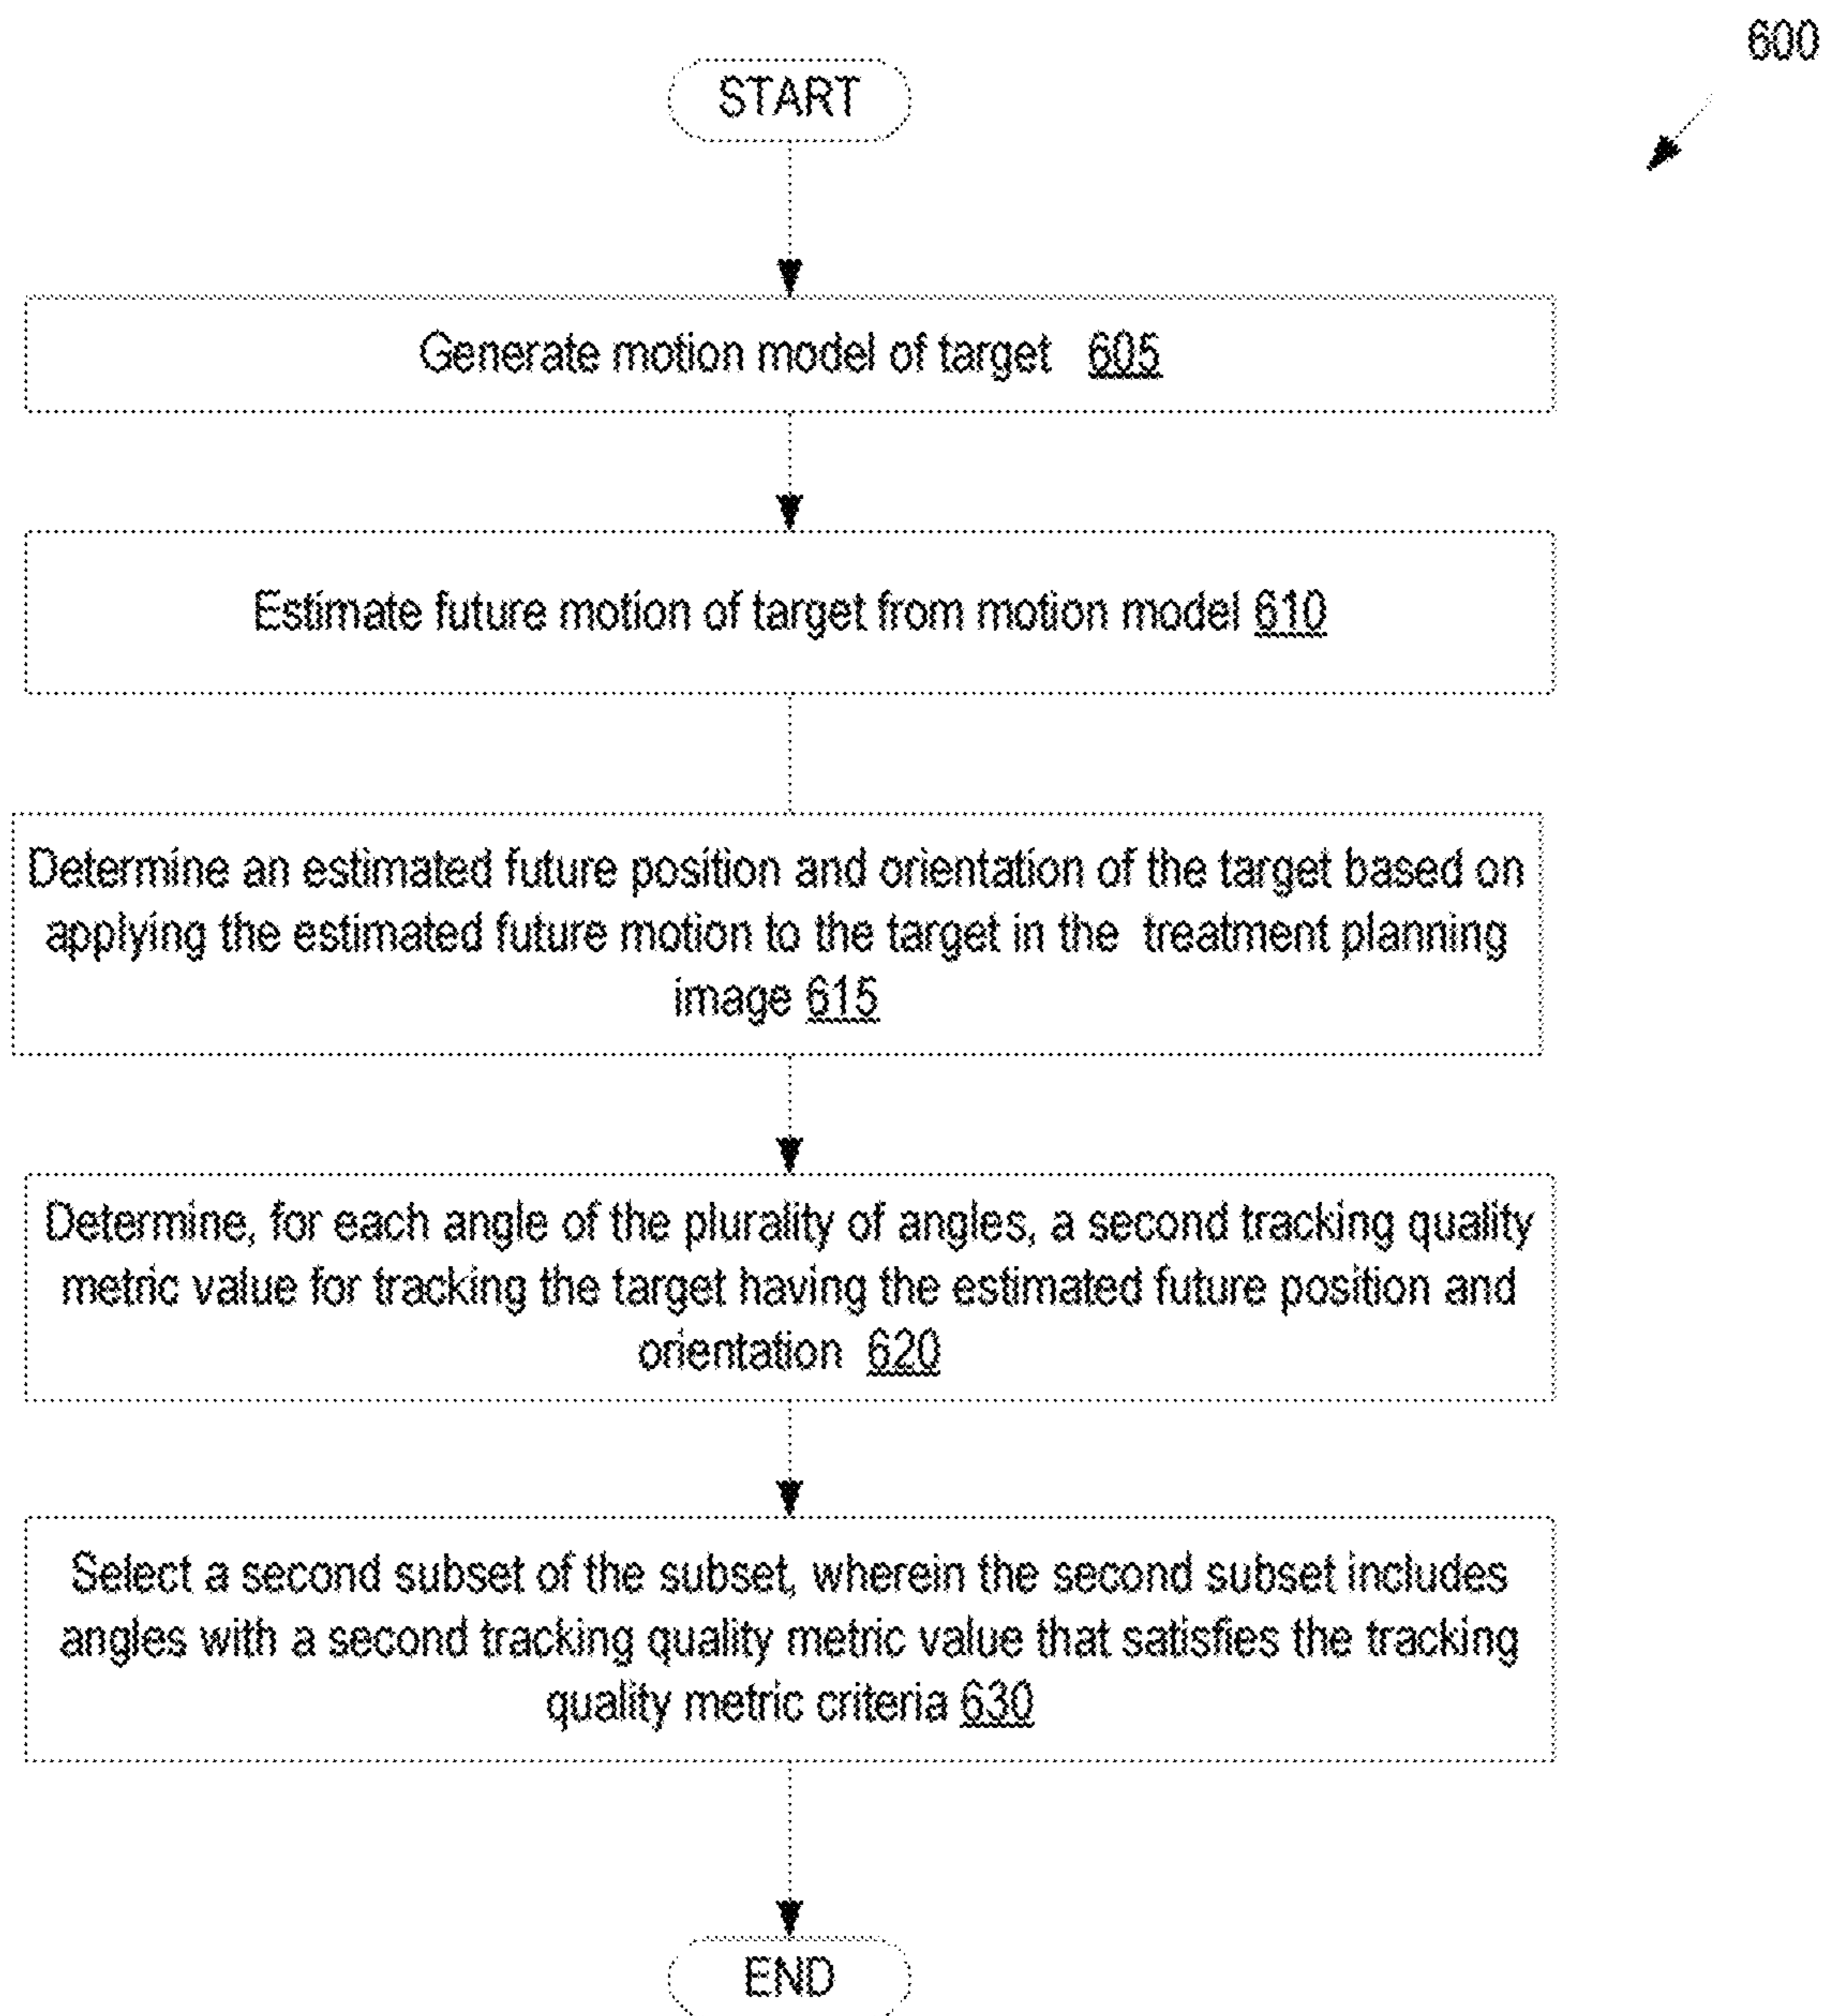 600
START
Generate motion model of target 605
Estimate future motion of target from motion model 610
Determine an estimated future position and orientation of the target based on
applying the estimated future motion to the target in the treatment planning
image 615
Determine, for each angle of the plurality of angles, a second tracking quality
metric value for tracking the target having the estimated future position and
orientation 620
Select a second subset of the subset, wherein the second subset includes
angles with a second tracking quality metric value that satisfies the tracking
quality metric criteria 630
END